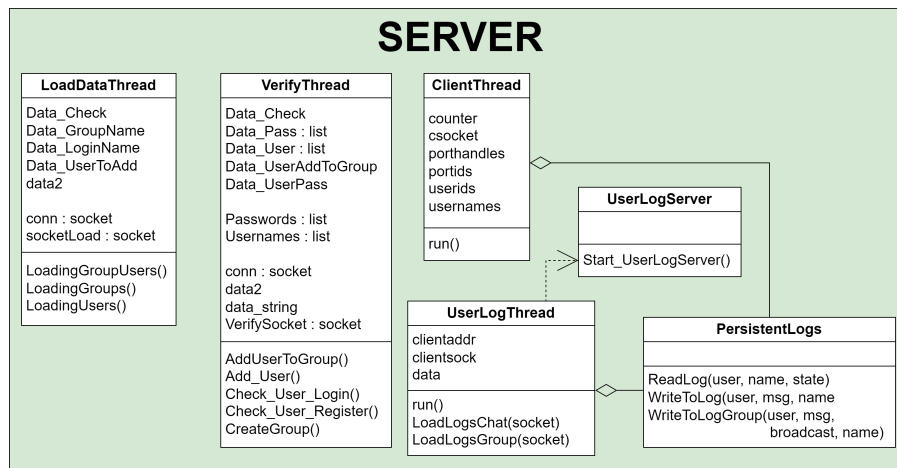 SERVER
LoadDataThread
Data_Check
Data_GroupName
Data_LoginName
Data_UserToAdd
data2
conn : socket
socketLoad : socket
LoadingGroupUsers()
LoadingGroups()
LoadingUsers()
VerifyThread
Data_Check
Data_Pass : list
Data_User : list
Data_UserAddToGroup
Data_UserPass
Passwords : list
Usernames : list
conn : socket
data2
data_string
VerifySocket : socket
AddUserToGroup()
Add_User()
Check_User_Login()
Check_User_Register()
CreateGroup()
ClientThread
counter
csocket
porthandles
portids
userids
usernames
run()
UserLogServer
Start_UserLogServer()
UserLogThread
clientaddr
clientsock
data
run()
LoadLogsChat(socket)
LoadLogsGroup(socket)
PersistentLogs
ReadLog(user, name, state)
WriteToLog(user, msg, name
WriteToLogGroup(user, msg,
broadcast, name)